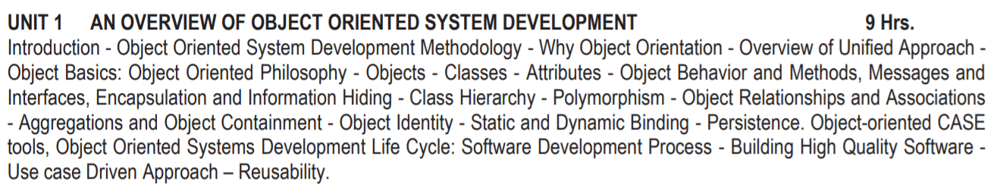 UNIT 1 AN OVERVIEW OF OBJECT ORIENTED SYSTEM DEVELOPMENT 9 Hrs.
Introduction - Object Oriented System Development Methodology - Why Object Orientation - Overview of Unified Approach -
Object Basics: Object Oriented Philosophy - Objects - Classes - Attributes - Object Behavior and Methods, Messages and
Interfaces, Encapsulation and Information Hiding - Class Hierarchy - Polymorphism - Object Relationships and Associations
- Aggregations and Object Containment - Object Identity - Static and Dynamic Binding - Persistence. Object-oriented CASE
tools, Object Oriented Systems Development Life Cycle: Software Development Process - Building High Quality Software -
Use case Driven Approach – Reusability.